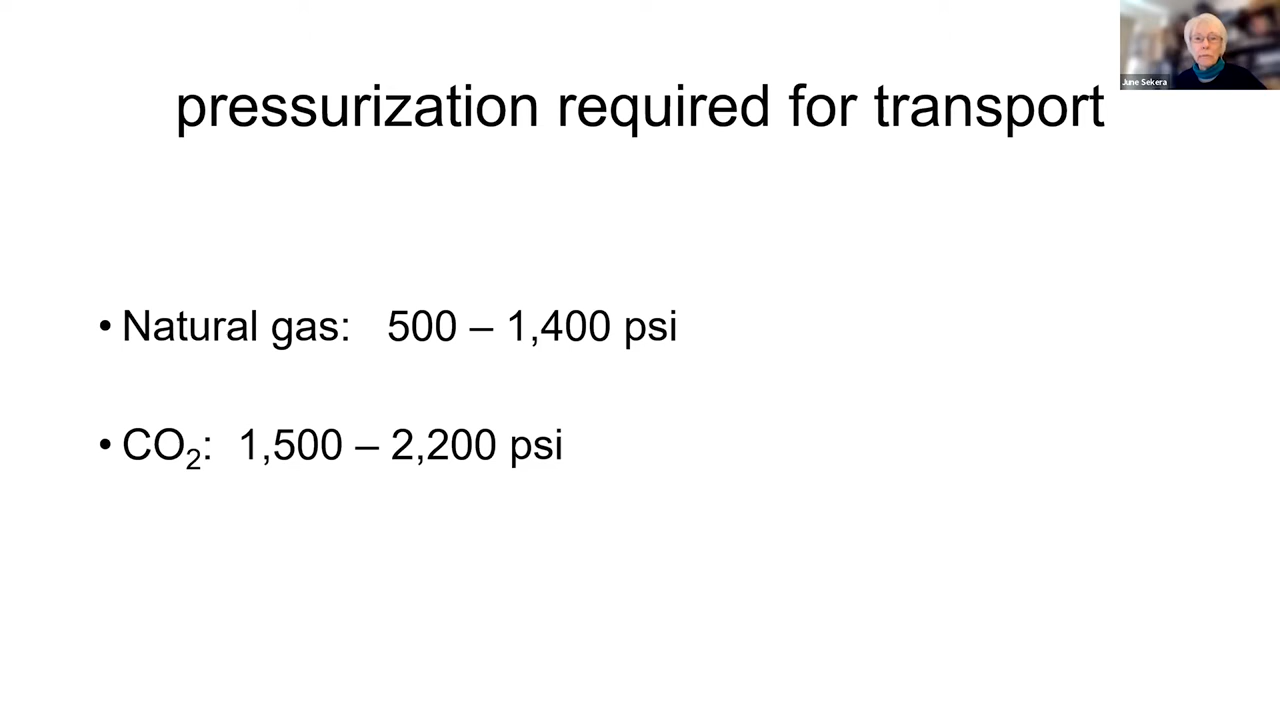 June Sekera
pressurization required for transport
• Natural gas: 500 – 1,400 psi
• CO₂: 1,500 – 2,200 psi